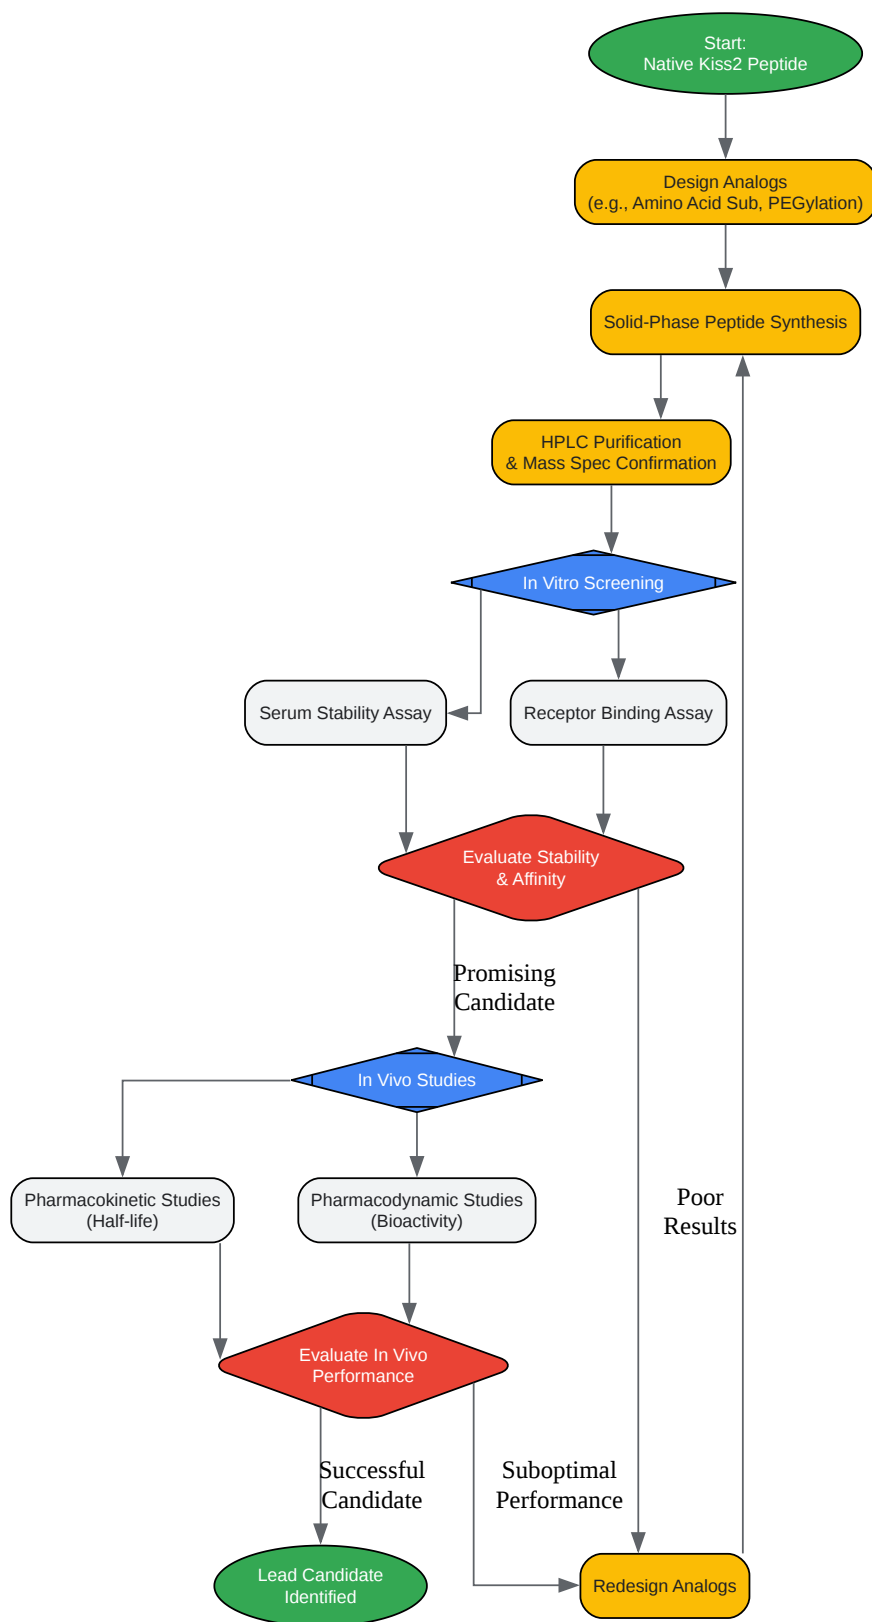 Start:
Native Kiss2 Peptide
Design Analogs
(e.g., Amino Acid Sub, PEGylation)
Solid-Phase Peptide Synthesis
HPLC Purification
& Mass Spec Confirmation
In Vitro Screening
Serum Stability Assay
Receptor Binding Assay
Evaluate Stability
& Affinity
Promising
Candidate
In Vivo Studies
Pharmacokinetic Studies
(Half-life)
Pharmacodynamic Studies
(Bioactivity)
Poor
Results
Evaluate In Vivo
Performance
Successful
Candidate
Suboptimal
Performance
Lead Candidate
Identified
Redesign Analogs